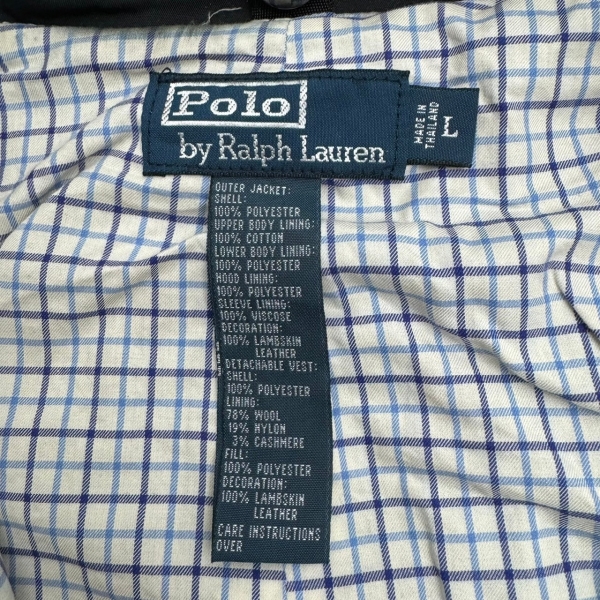 Polo
by Ralph Lauren
MADE IN
THAILAND
L
OUTER JACKET:
SHELL:
100% POLYESTER
UPPER BODY LINING:
100% COTTON
LOWER BODY LINING:
100% POLYESTER
HOOD LINING:
100% POLYESTER
SLEEVE LINING:
100% VISCOSE
DECORATION:
100% LAMBSKIN
LEATHER
DETACHABLE VEST:
SHELL:
100% POLYESTER
LINING:
78% WOOL
19% NYLON
3% CASHMERE
FILL:
100% POLYESTER
DECORATION:
100% LAMBSKIN
LEATHER
CARE INSTRUCTIONS
OVER